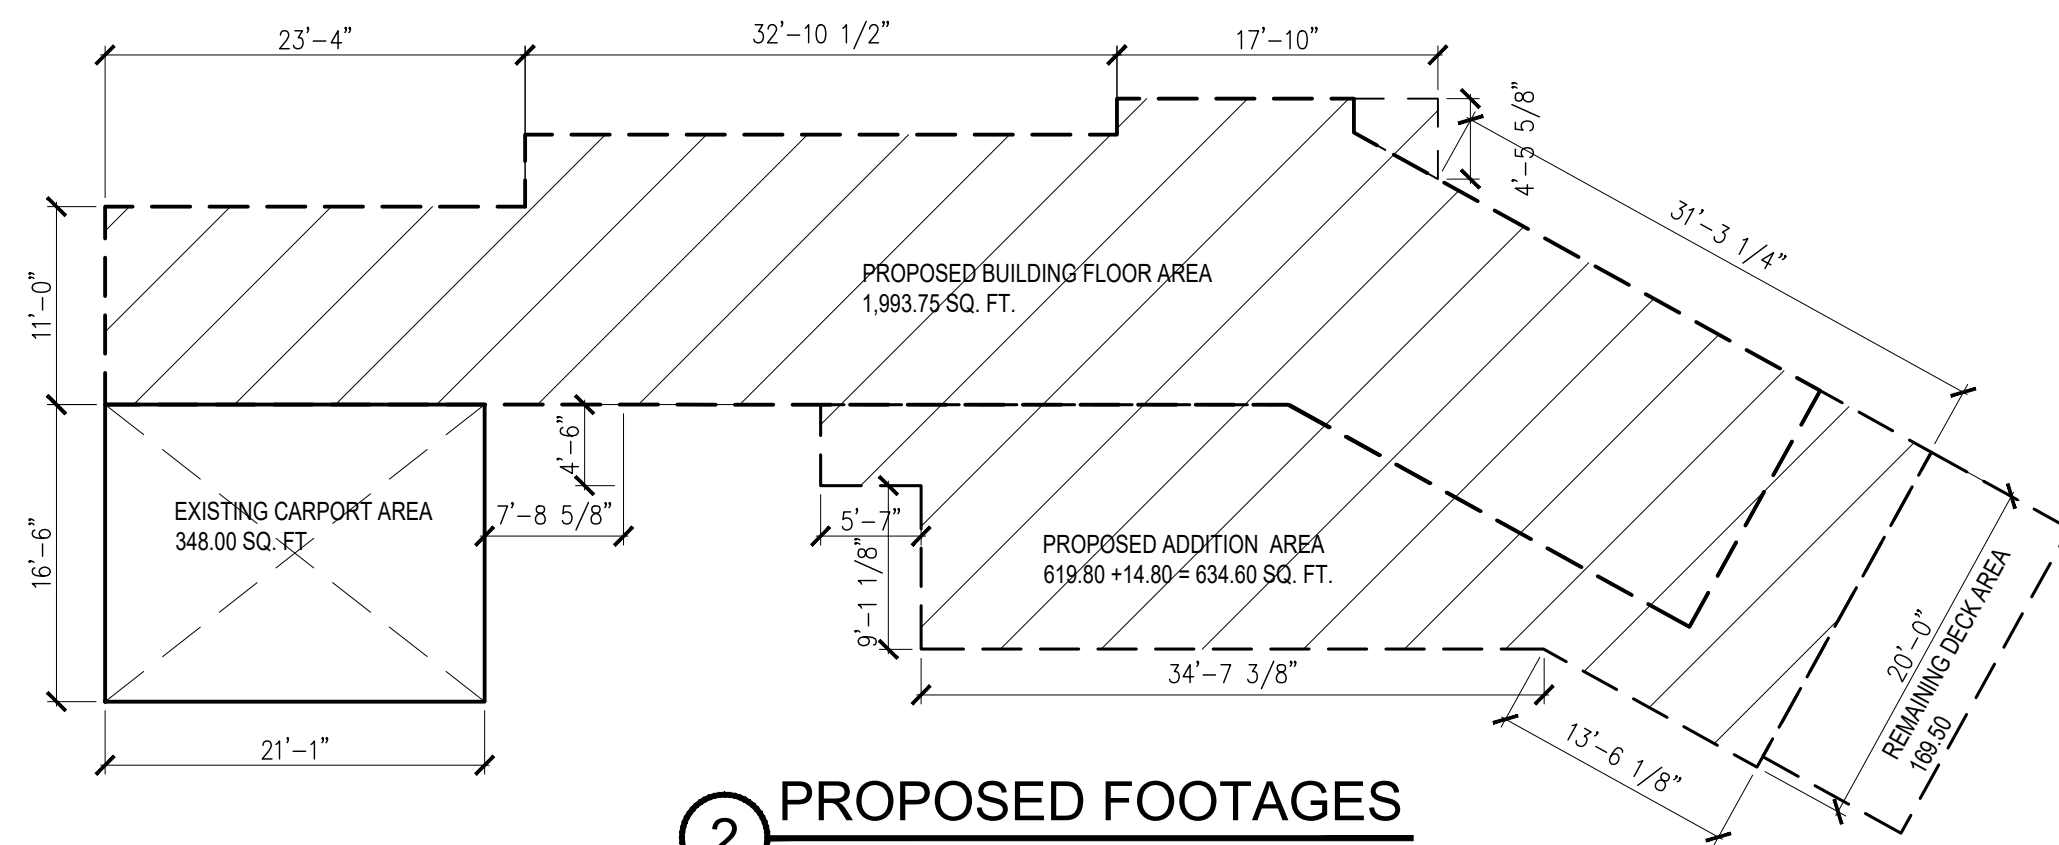 23'-4"
32'-10 1/2"
17'-10"
4'-5 5/8"
31'-3 1/4"
11'-0"
PROPOSED BUILDING FLOOR AREA
1,993.75 SQ. FT.
4'-6"
16'-6"
EXISTING CARPORT AREA
348.00 SQ. FT
7'-8 5/8"
5'-7"
9'-1 1/8"
PROPOSED ADDITION AREA
619.80 +14.80 = 634.60 SQ. FT.
20'-0"
REMAINING DECK AREA
169.50
34'-7 3/8"
13'-6 1/8"
21'-1"
2
PROPOSED FOOTAGES